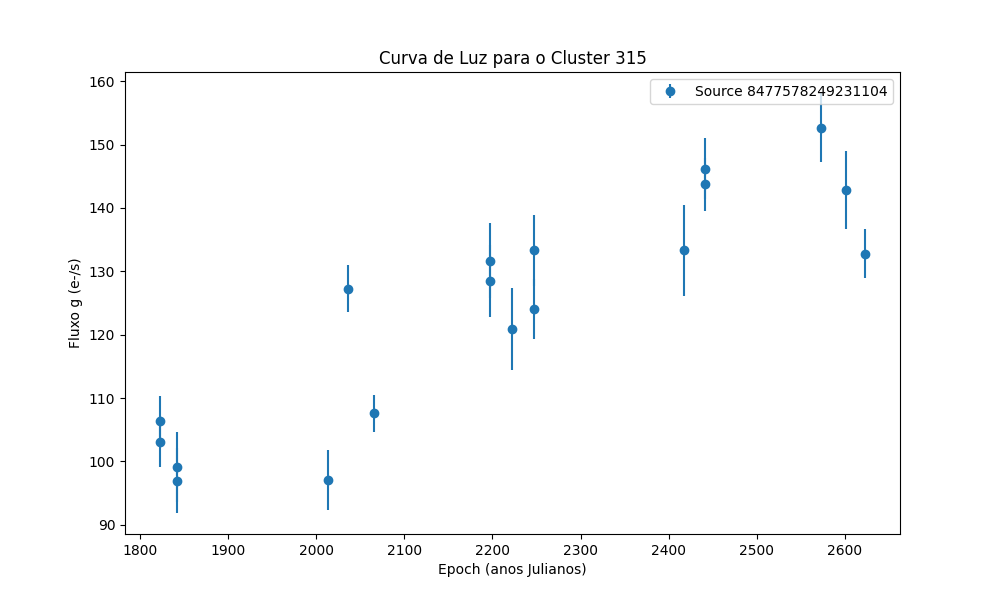 Curva de Luz para o Cluster 315
Source 8477578249231104
Fluxo g (e-/s)
160
150
140
130
120
110
100
90
1800 1900 2000 2100 2200 2300 2400 2500 2600
Epoch (anos Julianos)